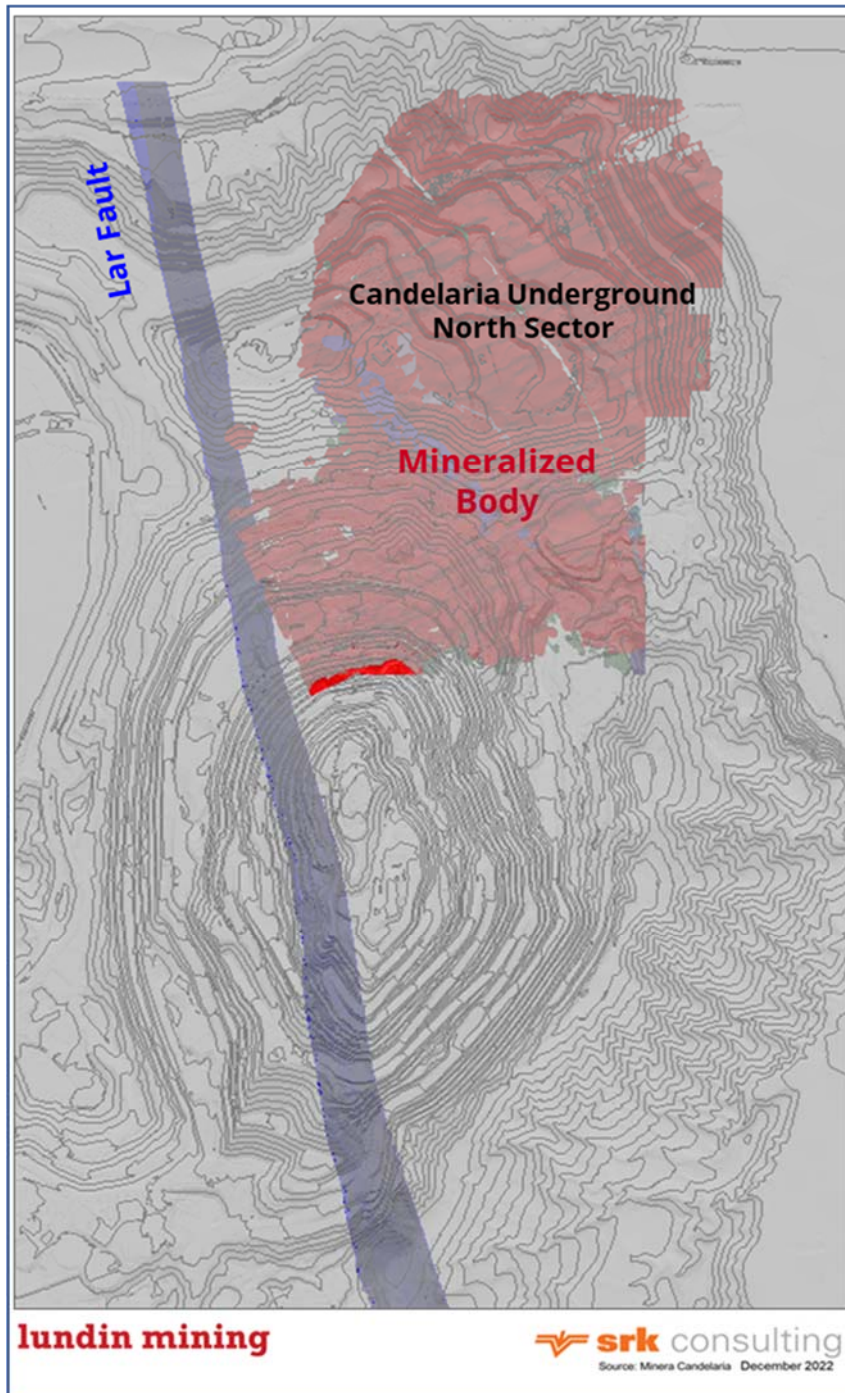 Lar Fault
Candelaria Underground
North Sector
Mineralized
Body
lundin mining
srk consulting
Source: Minera Candelaria December 2022